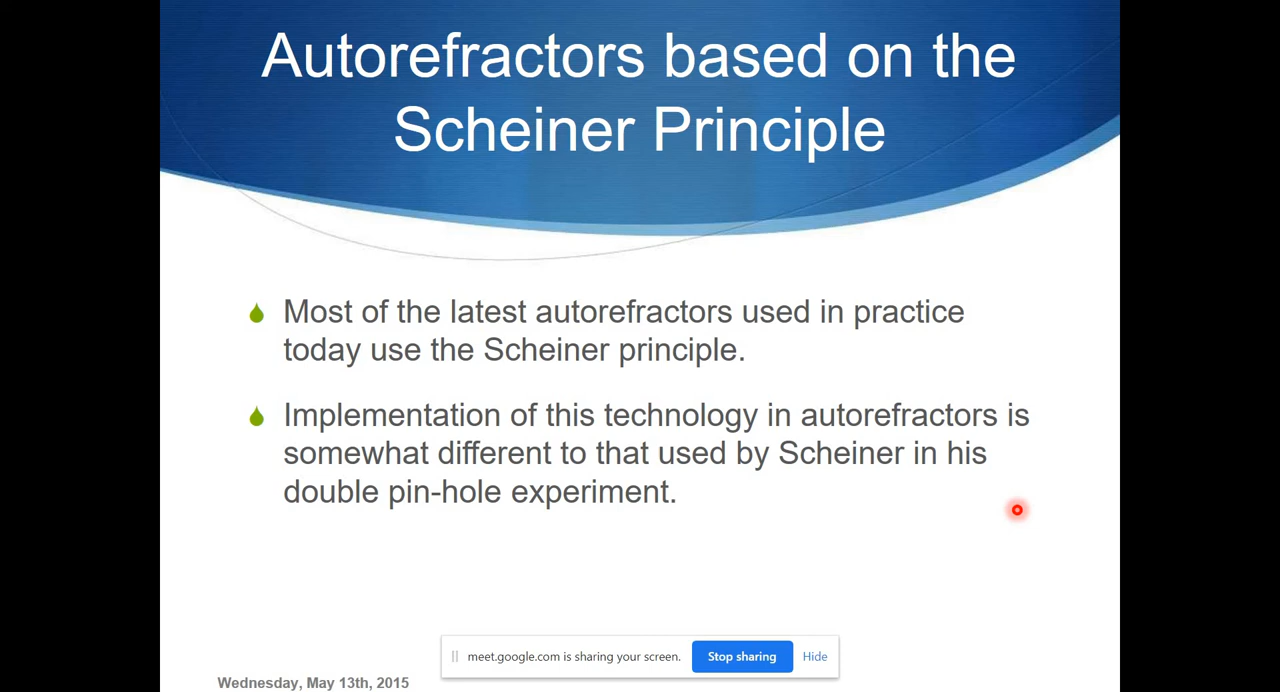 Autorefractors based on the
Scheiner Principle
Most of the latest autorefractors used in practice
today use the Scheiner principle.
Implementation of this technology in autorefractors is
somewhat different to that used by Scheiner in his
double pin-hole experiment.
meet.google.com is sharing your screen. Stop sharing Hide
Wednesday, May 13th, 2015